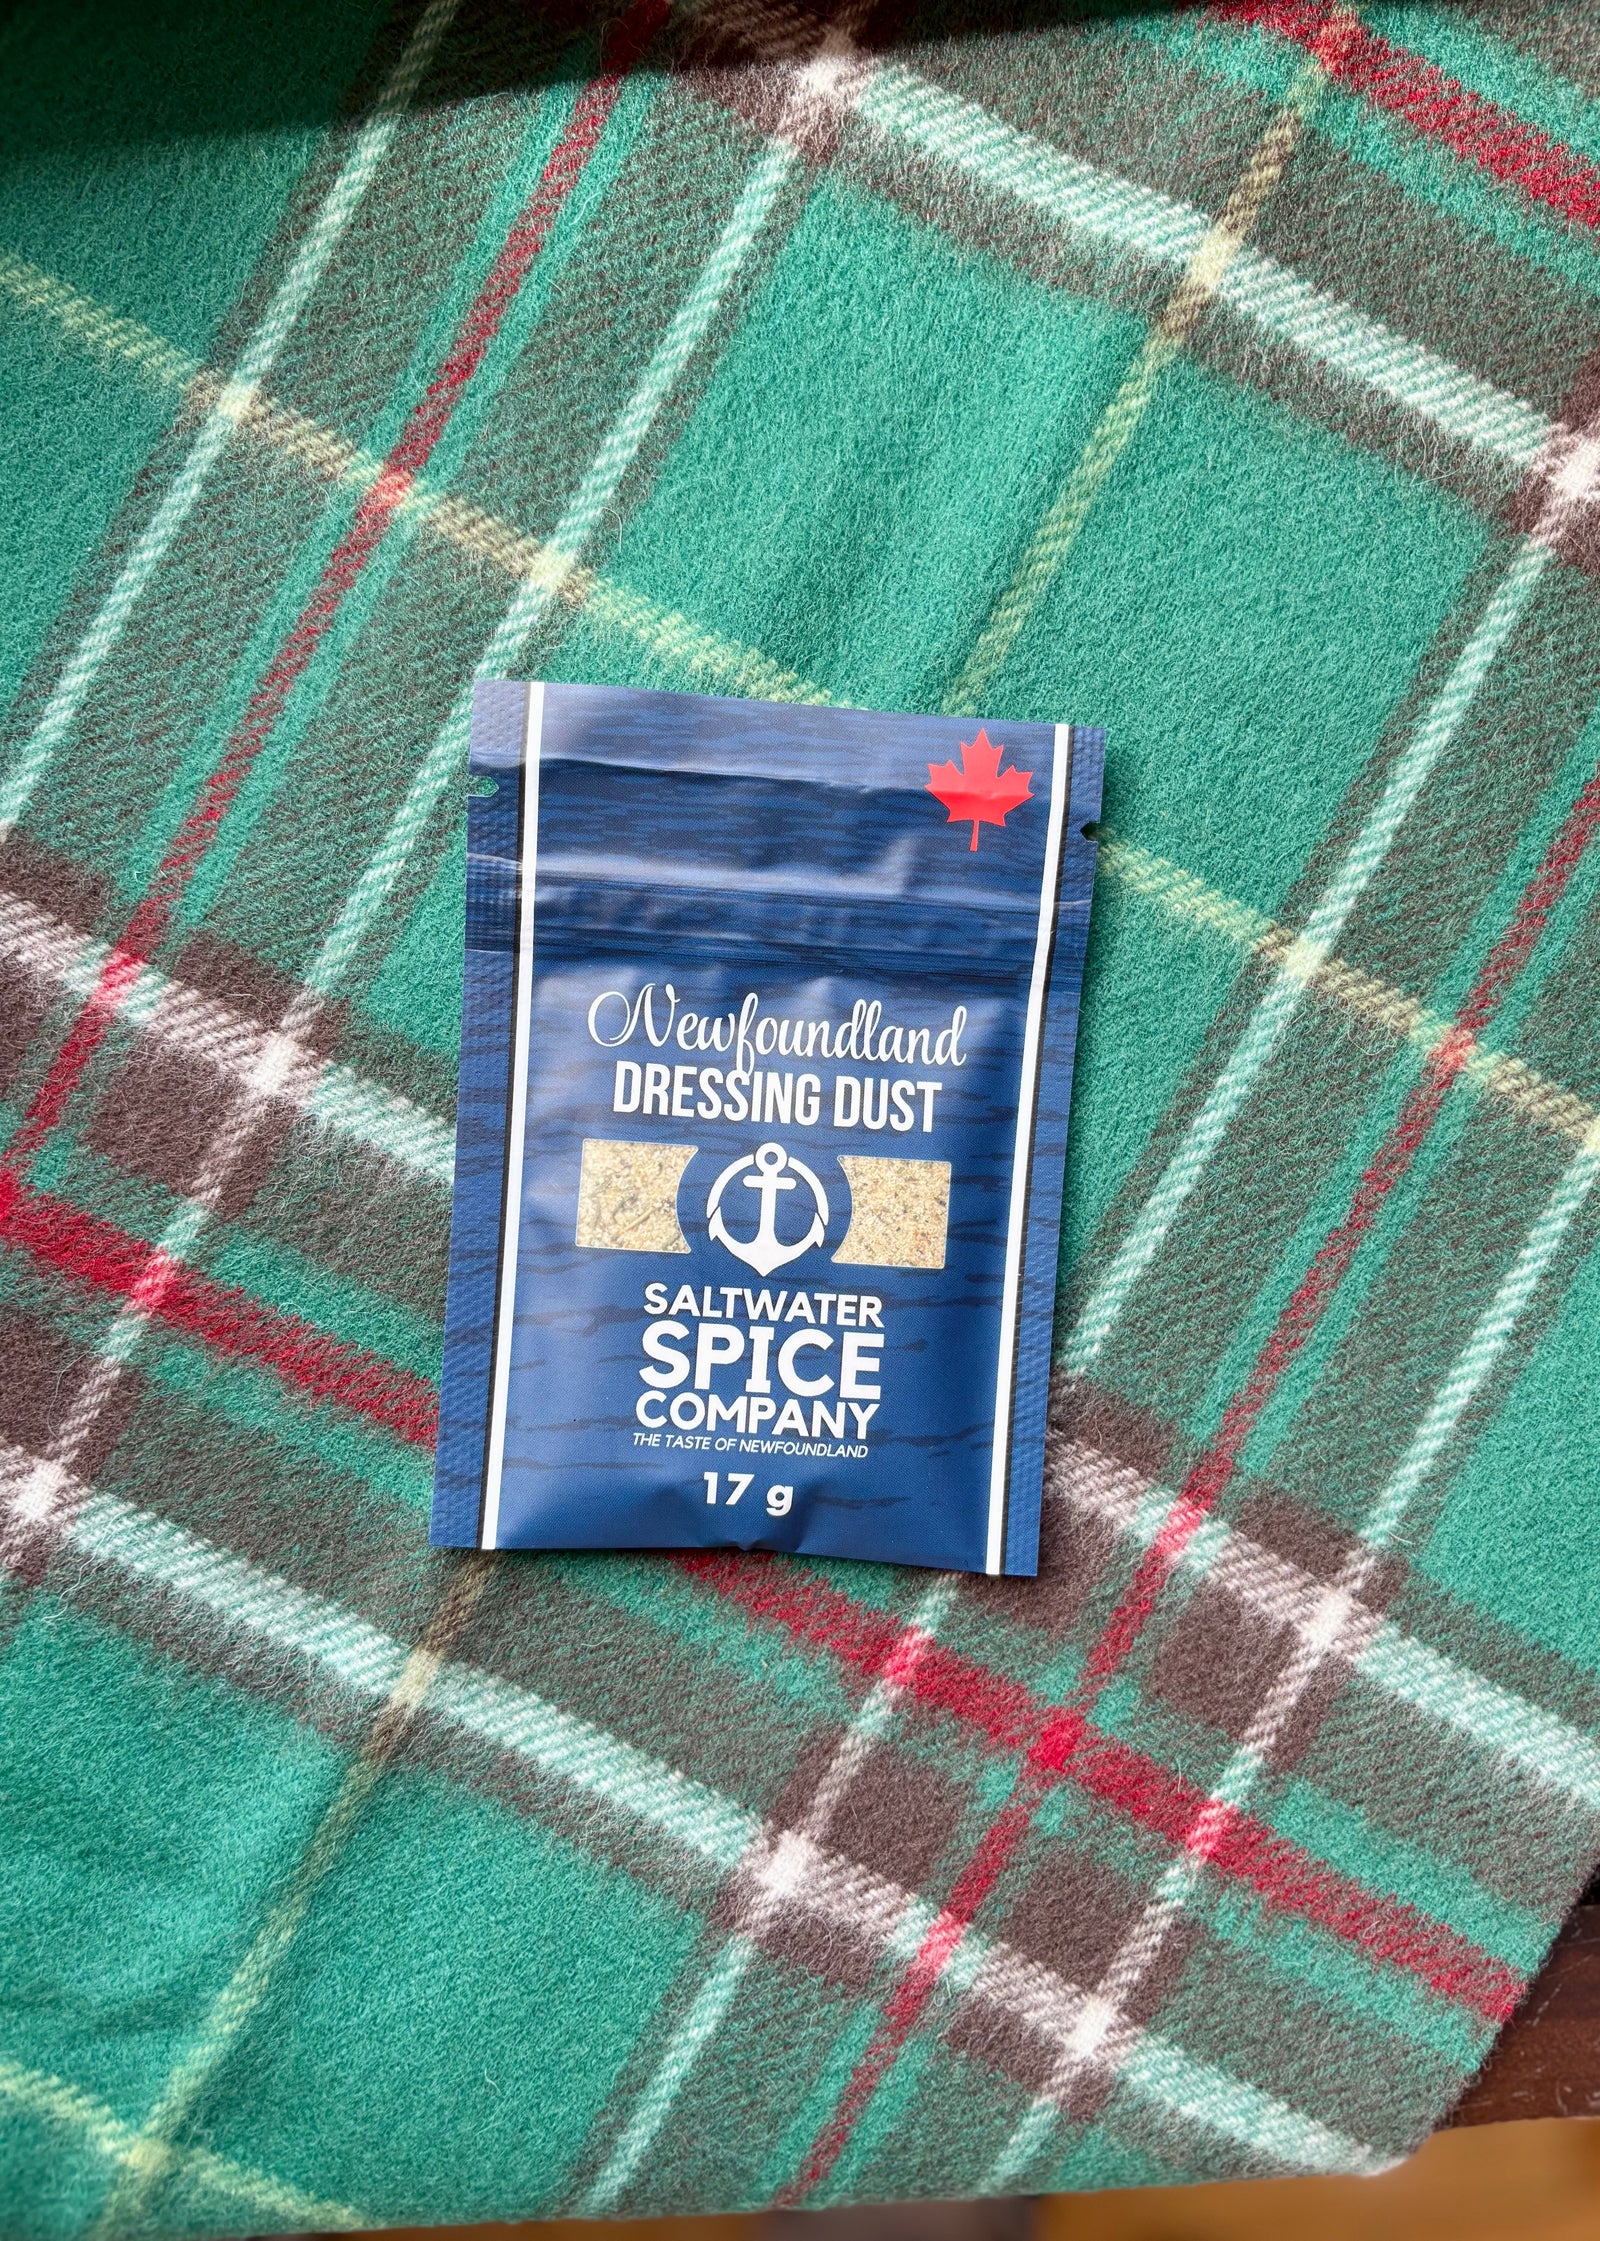 Newfoundland
DRESSING DUST
SALTWATER
SPICE
COMPANY
THE TASTE OF NEWFOUNDLAND
17 g